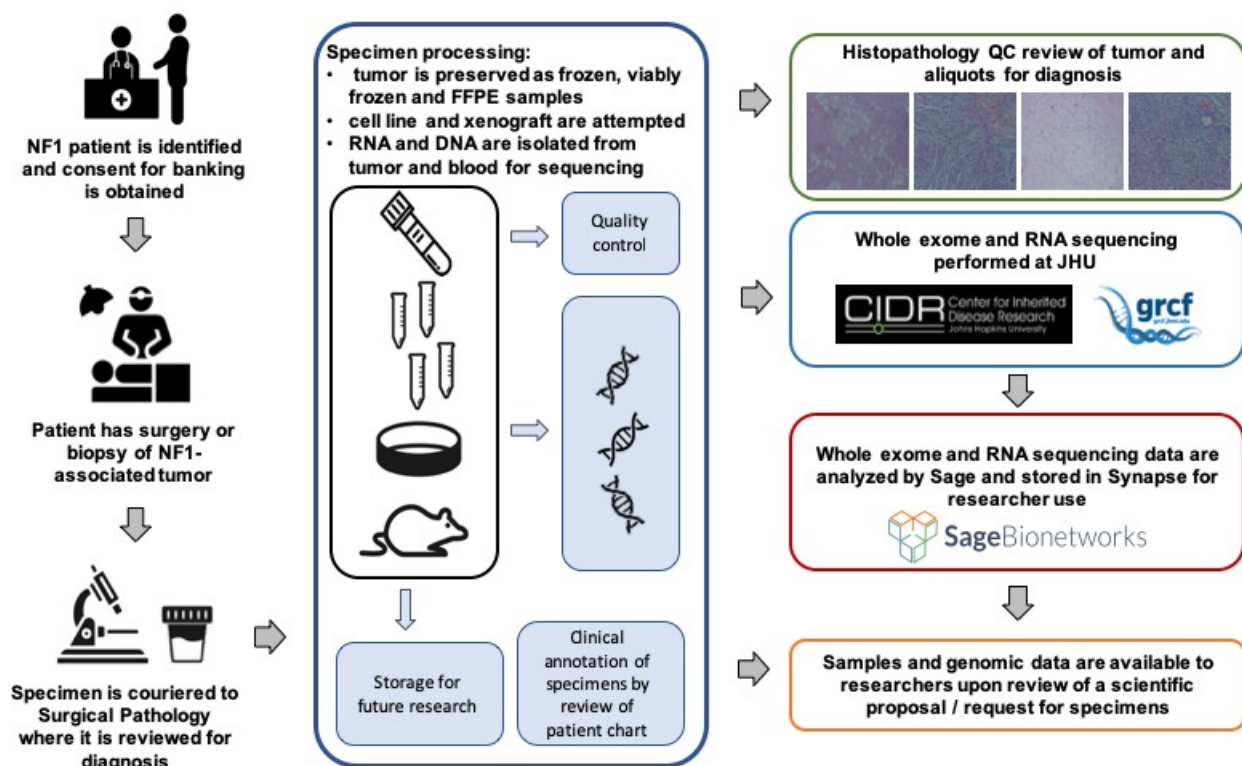 NF1 patient is identified
and consent for banking
is obtained
Patient has surgery or
biopsy of NF1-
associated tumor
Specimen is couriered to
Surgical Pathology
where it is reviewed for
diagnosis
Specimen processing:
• tumor is preserved as frozen, viably
frozen and FFPE samples
• cell line and xenograft are attempted
• RNA and DNA are isolated from
tumor and blood for sequencing
Quality
control
Storage for
future research
Clinical
annotation of
specimens by
review of
patient chart
Histopathology QC review of tumor and
aliquots for diagnosis
Whole exome and RNA sequencing
performed at JHU
CIDR
Center for Inherited
Disease Research
Johns Hopkins University
grcf
grcf.jhmi.edu
Whole exome and RNA sequencing data are
analyzed by Sage and stored in Synapse for
researcher use
SageBionetworks
Samples and genomic data are available to
researchers upon review of a scientific
proposal / request for specimens